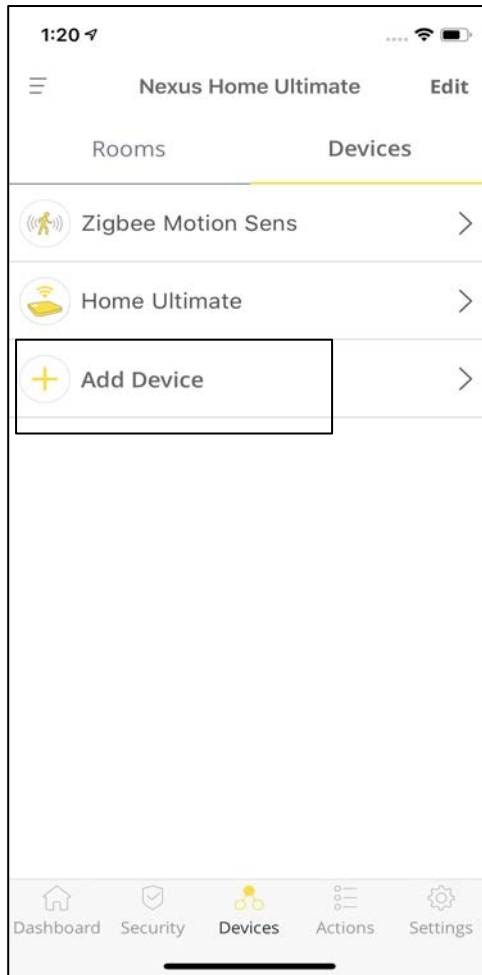 1:20
Nexus Home Ultimate Edit
Rooms Devices
Zigbee Motion Sens
Home Ultimate
Add Device
Dashboard Security Devices Actions Settings